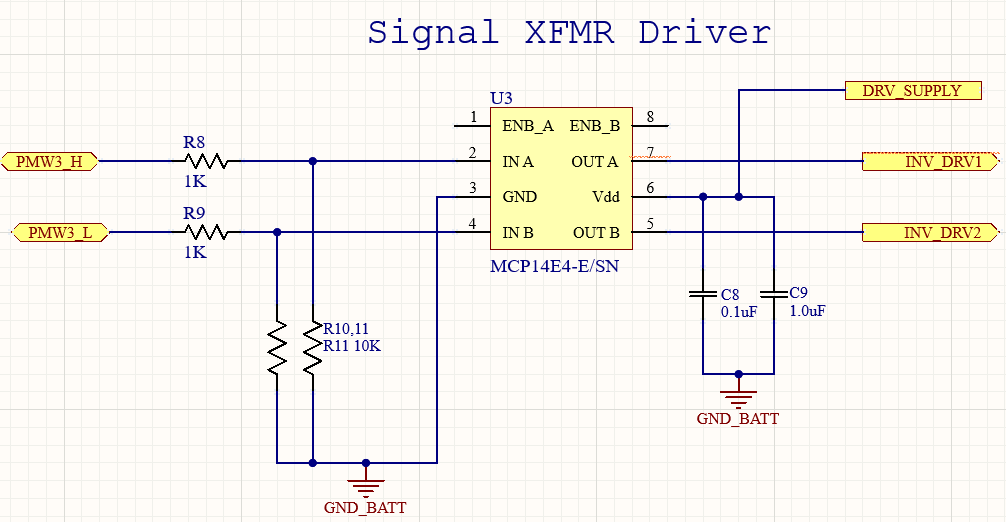 Signal XFMR Driver
DRV_SUPPLY
U3
1 ENB_A ENB_B 8
PMW3_H R8 2 IN A OUT A 7 INV_DRV1
1K
3 GND Vdd 6
PMW3_L R9 4 IN B OUT B 5 INV_DRV2
1K
MCP14E4-E/SN
C8 C9
0.1uF 1.0uF
R10,11
R11 10K
GND_BATT
GND_BATT